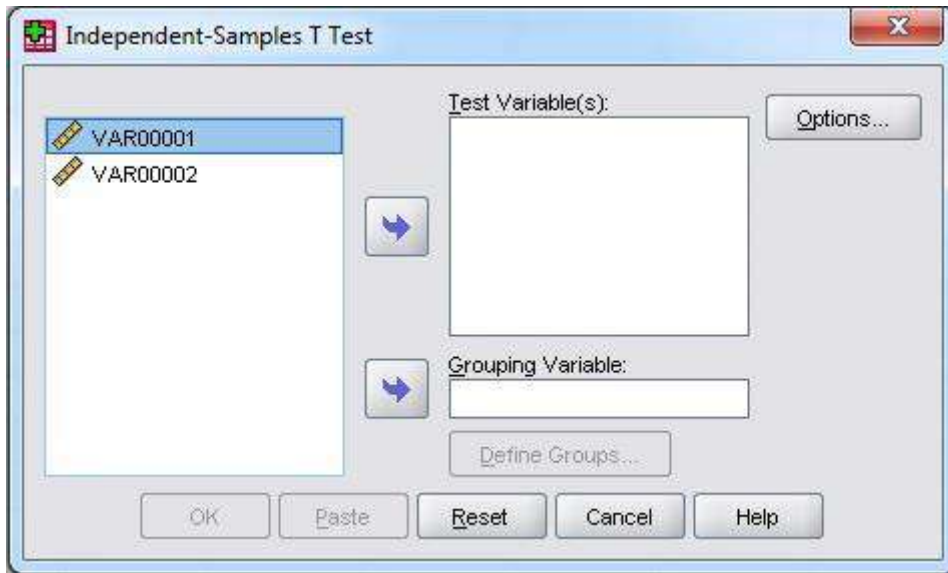 Independent-Samples T Test
X
VAR00001
VAR00002
Test Variable(s):
Options...
Grouping Variable:
Define Groups...
OK
Paste
Reset
Cancel
Help